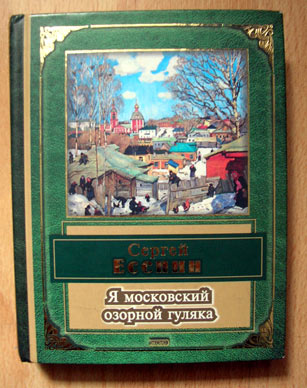 Сергей
Есенин
Я московский
озорной гуляка